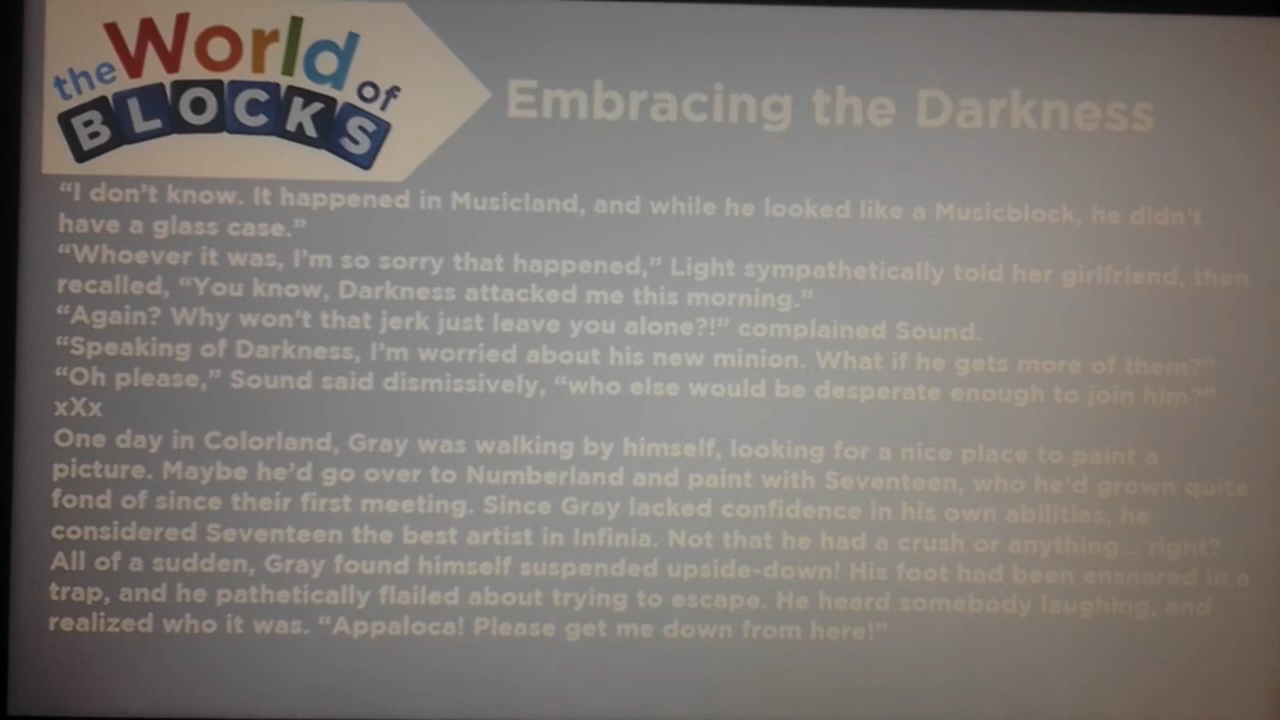 the World of
BLOCKS
Embracing the Darkness
“I don’t know. It happened in Musicland, and while he looked like a Musicblock, he didn’t
have a glass case.”
“Whoever it was, I’m so sorry that happened,” Light sympathetically told her girlfriend, then
recalled, “You know, Darkness attacked me this morning.”
“Again? Why won’t that jerk just leave you alone?!” complained Sound.
“Speaking of Darkness, I’m worried about his new minion. What if he gets more of them?”
“Oh please,” Sound said dismissively, “who else would be desperate enough to join him?”
xXx
One day in Colorland, Gray was walking by himself, looking for a nice place to paint a
picture. Maybe he’d go over to Numberland and paint with Seventeen, who he’d grown quite
fond of since their first meeting. Since Gray lacked confidence in his own abilities, he
considered Seventeen the best artist in Infinia. Not that he had a crush or anything... right?
All of a sudden, Gray found himself suspended upside-down! His foot had been ensnared in a
trap, and he pathetically flailed about trying to escape. He heard somebody laughing, and
realized who it was. “Appaloca! Please get me down from here!”